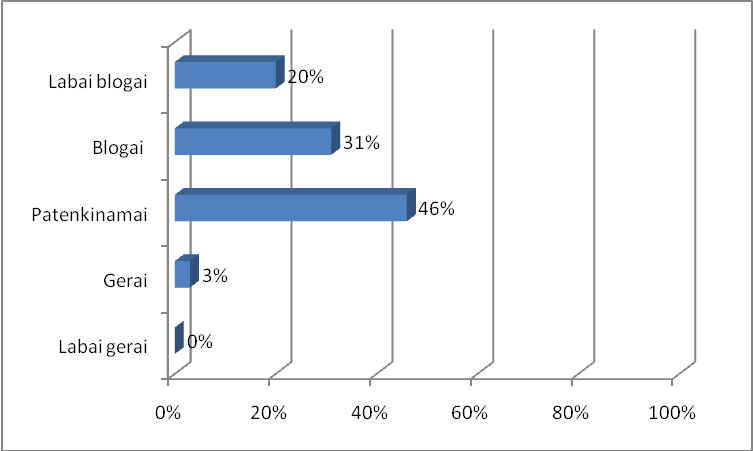 Labai blogai 20%
Blogai 31%
Patenkinamai 46%
Gerai 3%
Labai gerai 0%
0% 20% 40% 60% 80% 100%